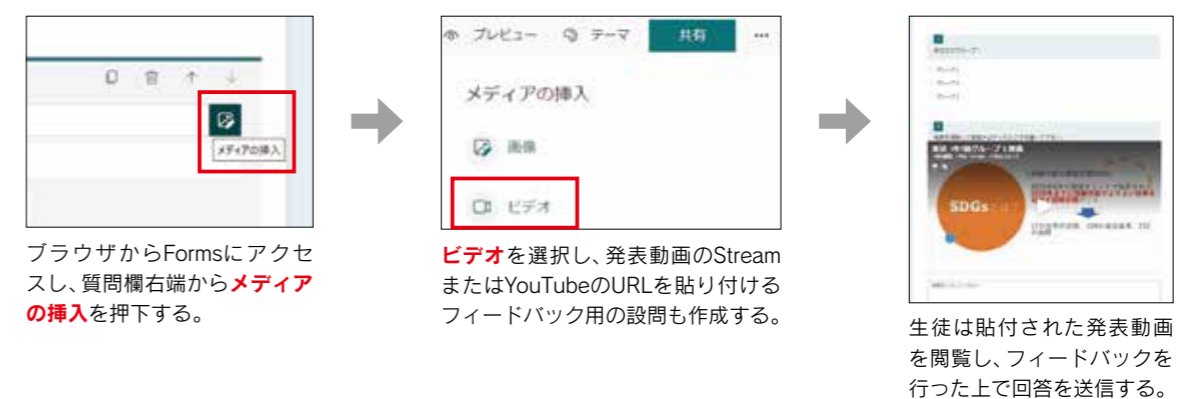 メディアの挿入
ブラウザからFormsにアクセ
スし、質問欄右端からメディア
の挿入を押下する。
プレビュー テーマ 共有 …
メディアの挿入
画像
ビデオ
ビデオを選択し、発表動画のStream
またはYouTubeのURLを貼り付ける
フィードバック用の設問も作成する。
SDGs
生徒は貼付された発表動画
を閲覧し、フィードバックを
行った上で回答を送信する。